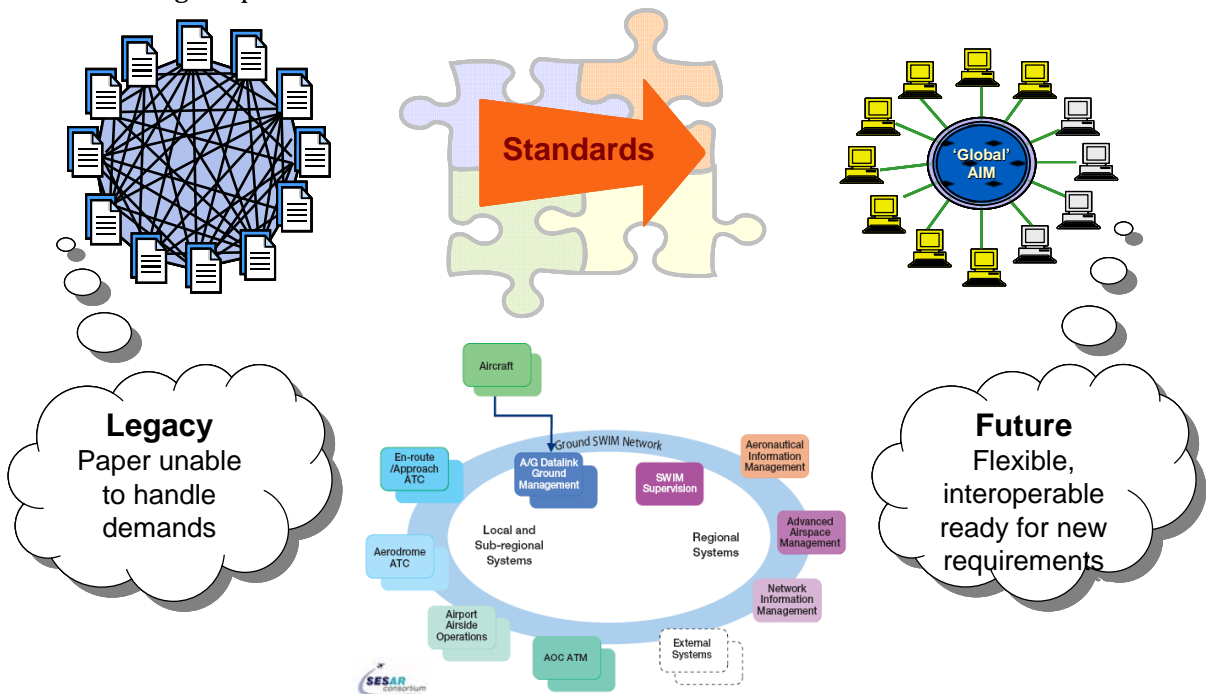 Standards
'Global'
AIM
Legacy
Paper unable
to handle
demands
Future
Flexible,
interoperable
ready for new
requirements
Aircraft
Ground SWIM Network
En-route
/Approach
ATC
A/G Datalink
Ground
Management
SWIM
Supervision
Aeronautical
Information
Management
Local and
Sub-regional
Systems
Regional
Systems
Advanced
Airspace
Management
Aerodrome
ATC
Network
Information
Management
Airport
Airside
Operations
AOC ATM
External
Systems
SESAR
consortium